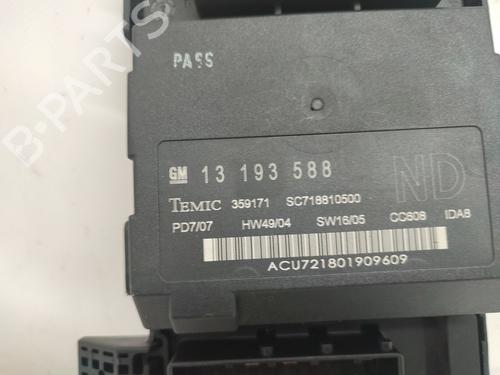 PASS
GM 13 193 588 ND
TEMIC 359171 SC718810500
PD7/07 HW49/04 SW16/05 CC608 IDA8
ACU721801909609
B-PARTS